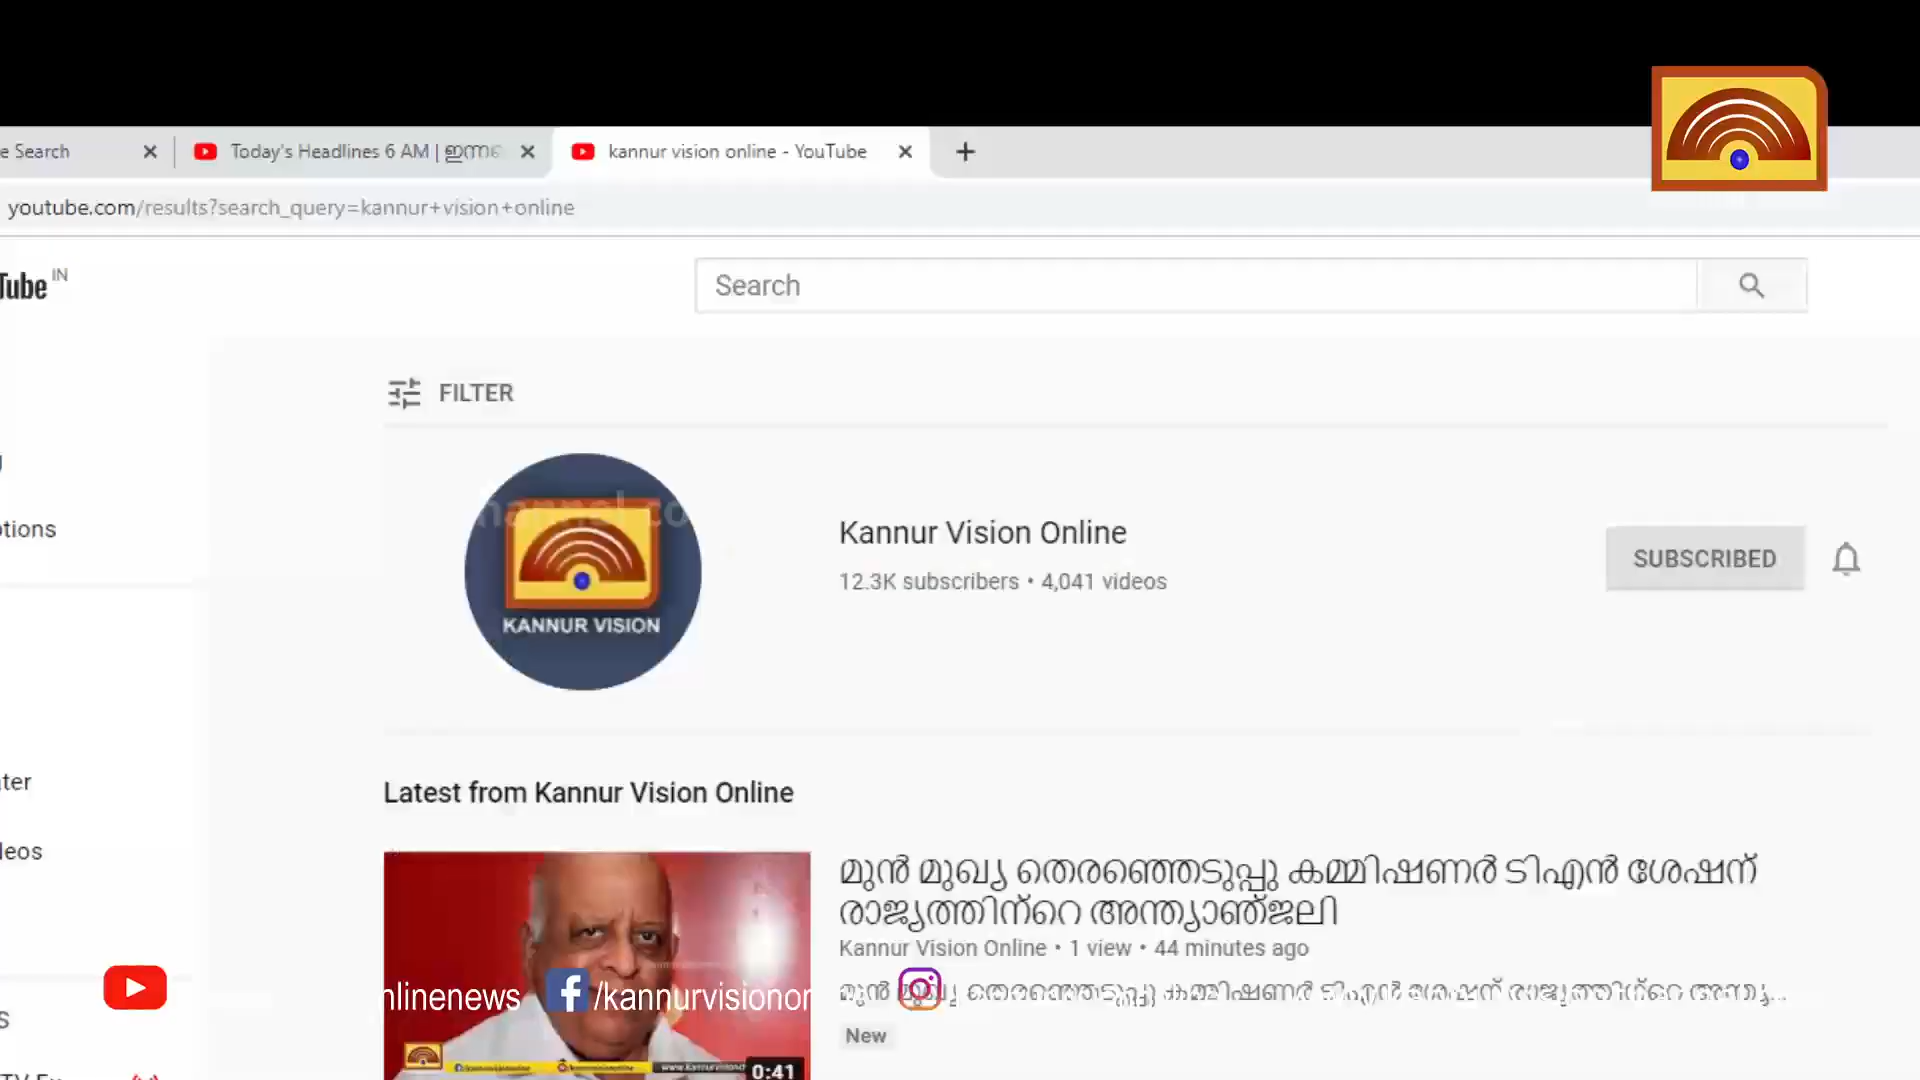 e Search
Today's Headlines 6 AM | ഇന്നത്
kannur vision online - YouTube
youtube.com/results?search_query=kannur+vision+online
Tube IN
Search
FILTER
KANNUR VISION
Kannur Vision Online
12.3K subscribers • 4,041 videos
SUBSCRIBED
Latest from Kannur Vision Online
മുൻ മുഖ്യ തെരഞ്ഞെടുപ്പു കമ്മിഷണർ ടിഎൻ ശേഷന്
രാജ്യത്തിന്റെ അന്ത്യാഞ്ജലി
Kannur Vision Online • 1 view • 44 minutes ago
nlinenews
/kannurvisionor
New
0:41